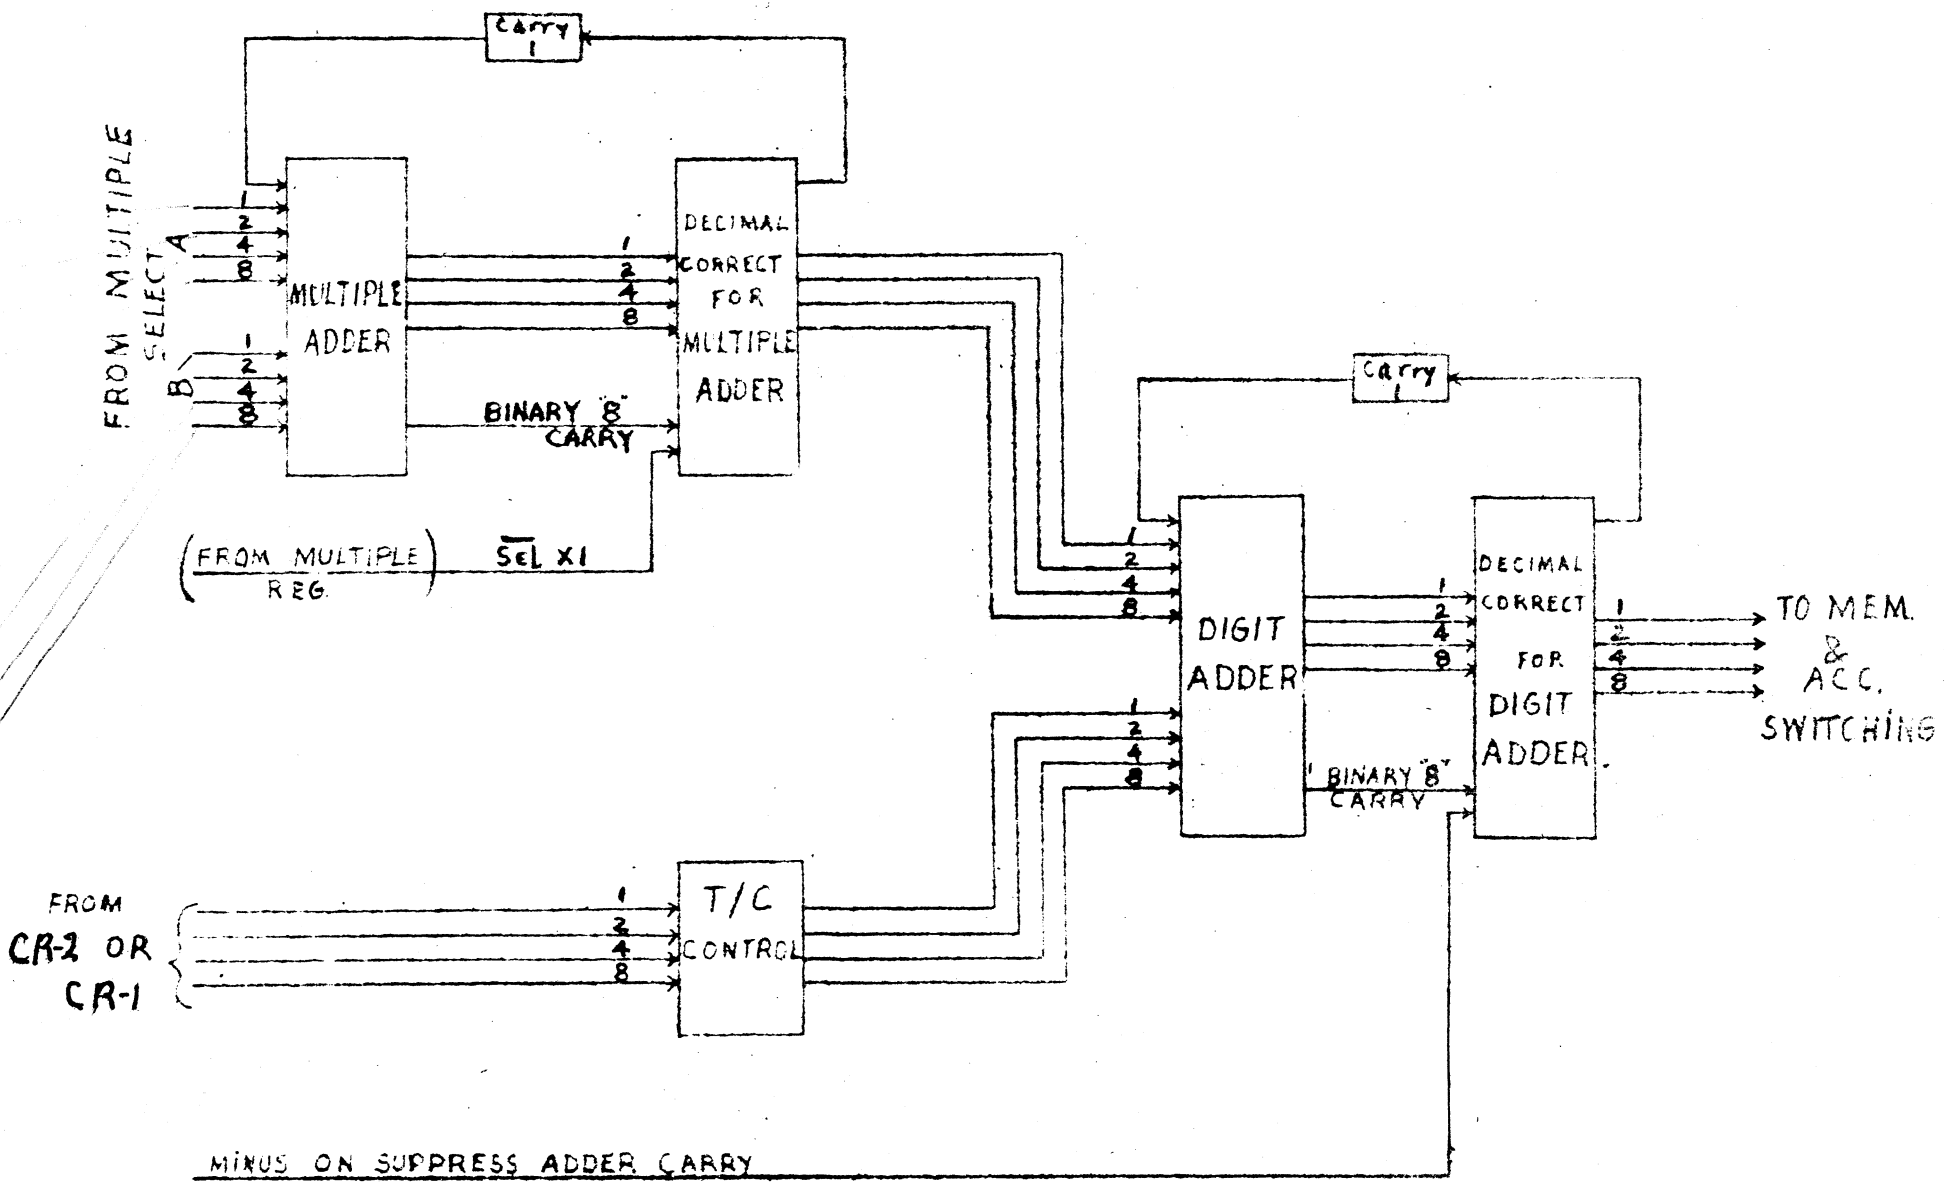 Carry
1
FROM MULTIPLE
SELECT
A
1
2
4
8
B
1
2
4
8
MULTIPLE
ADDER
1
2
4
8
BINARY "8"
CARRY
DECIMAL
CORRECT
FOR
MULTIPLE
ADDER
(FROM MULTIPLE)
REG.
SEL X1
Carry
1
1
2
4
8
DIGIT
ADDER
1
2
4
8
1
2
4
8
BINARY "8"
CARRY
DECIMAL
CORRECT
FOR
DIGIT
ADDER.
1
2
4
8
TO MEM.
&
ACC.
SWITCHING
FROM
CR-2 OR
CR-1
1
2
4
8
T/C
CONTROL
MINUS ON SUPPRESS ADDER CARRY